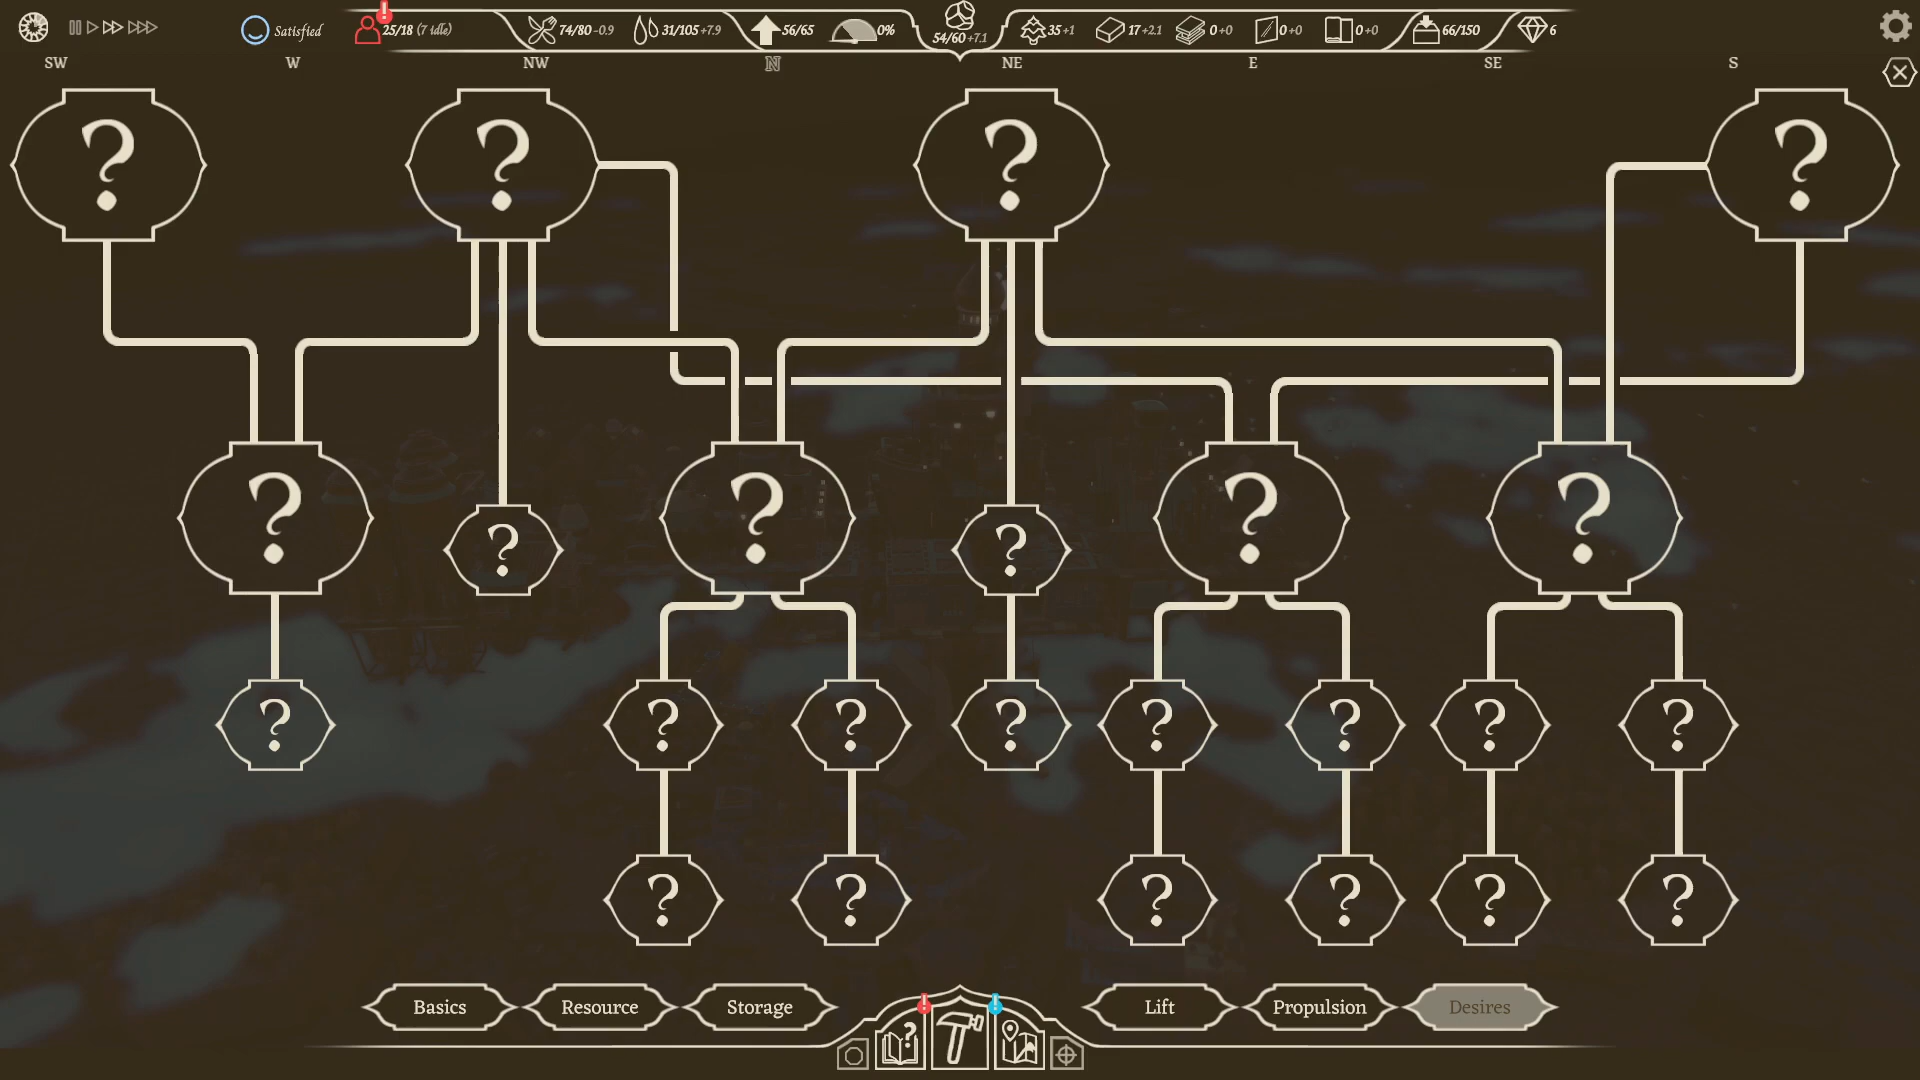 Satisfied
25/18 (7 idle)
74/80 -0.9
31/105 +7.9
56/65
0%
54/60 +7.1
35 +1
17 +2.1
0 +0
0 +0
0 +0
66/150
6
SW W NW N NE E SE S
? ? ? ?
? ? ? ? ? ?
? ? ? ? ? ? ? ?
? ? ? ? ? ?
Basics Resource Storage Lift Propulsion Desires